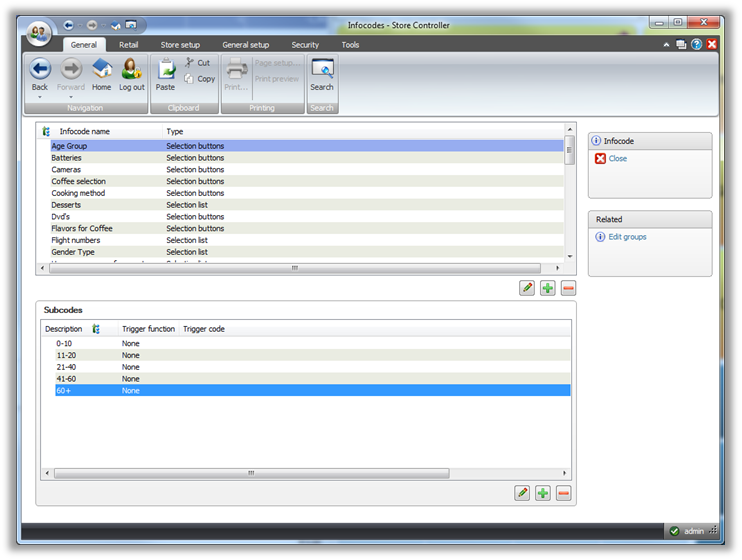 Infocodes - Store Controller
General Retail Store setup General setup Security Tools
Back Forward Home Log out Paste Cut Copy Print... Page setup... Print preview Search
Navigation Clipboard Printing Search
Infocode name Type
Age Group Selection buttons
Batteries Selection buttons
Cameras Selection buttons
Coffee selection Selection buttons
Cooking method Selection buttons
Desserts Selection list
Dvd's Selection buttons
Flavors for Coffee Selection buttons
Flight numbers Selection list
Gender Type Selection list
Infocode
Close
Related
Edit groups
Subcodes
Description Trigger function Trigger code
0-10 None
11-20 None
21-40 None
41-60 None
60+ None
admin